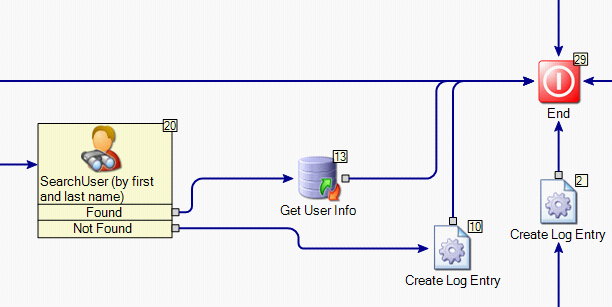 29
End
20
SearchUser (by first
and last name)
Found
Not Found
13
Get User Info
2
Create Log Entry
10
Create Log Entry